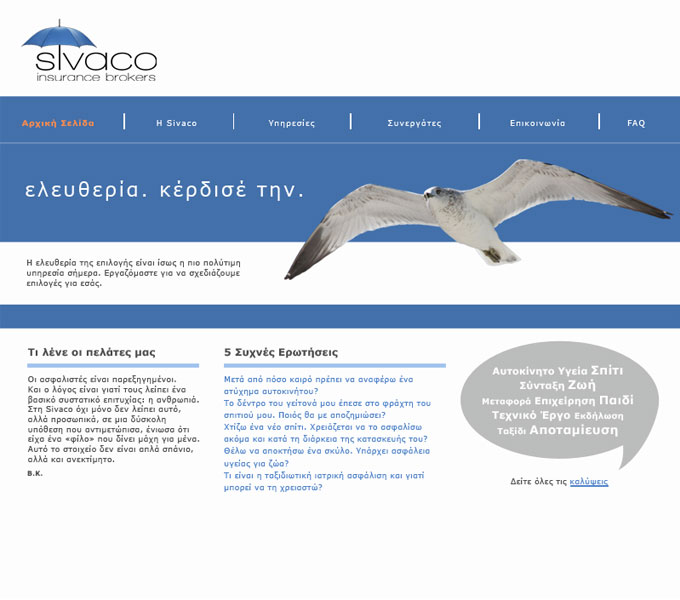 sivaco
insurance brokers
Αρχική Σελίδα
Η Sivaco
Υπηρεσίες
Συνεργάτες
Επικοινωνία
FAQ
ελευθερία. κέρδισέ την.
Η ελευθερία της επιλογής είναι ίσως η πιο πολύτιμη
υπηρεσία σήμερα. Εργαζόμαστε για να σχεδιάζουμε
επιλογές για εσάς.
Τι λένε οι πελάτες μας
Οι ασφαλιστές είναι παρεξηγημένοι.
Και ο λόγος είναι γιατί τους λείπει ένα
βασικό συστατικό επιτυχίας: η ανθρωπιά.
Στη Sivaco όχι μόνο δεν λείπει αυτό,
αλλά προσωπικά, σε μια δύσκολη
υπόθεση που αντιμετώπισα, ένιωσα ότι
είχα ένα «φίλο» που δίνει μάχη για μένα.
Αυτό το στοιχείο δεν είναι απλά σπάνιο,
αλλά και ανεκτίμητο.
Β.Κ.
5 Συχνές Ερωτήσεις
Μετά από πόσο καιρό πρέπει να αναφέρω ένα
ατύχημα αυτοκινήτου?
Το δέντρο του γείτονά μου έπεσε στο φράχτη του
σπιτιού μου. Ποιός θα με αποζημιώσει?
Χτίζω ένα νέο σπίτι. Χρειάζεται να το ασφαλίσω
ακόμα και κατά τη διάρκεια της κατασκευής του?
Θέλω να αποκτήσω ένα σκύλο. Υπάρχει ασφάλεια
υγείας για ζώα?
Τι είναι η ταξιδιωτική ιατρική ασφάλιση και γιατί
μπορεί να τη χρειαστώ?
Αυτοκίνητο Υγεία Σπίτι
Σύνταξη Ζωή
Μεταφορά Επιχείρηση Παιδί
Τεχνικό Έργο Εκδήλωση
Ταξίδι Αποταμίευση
Δείτε όλες τις καλύψεις